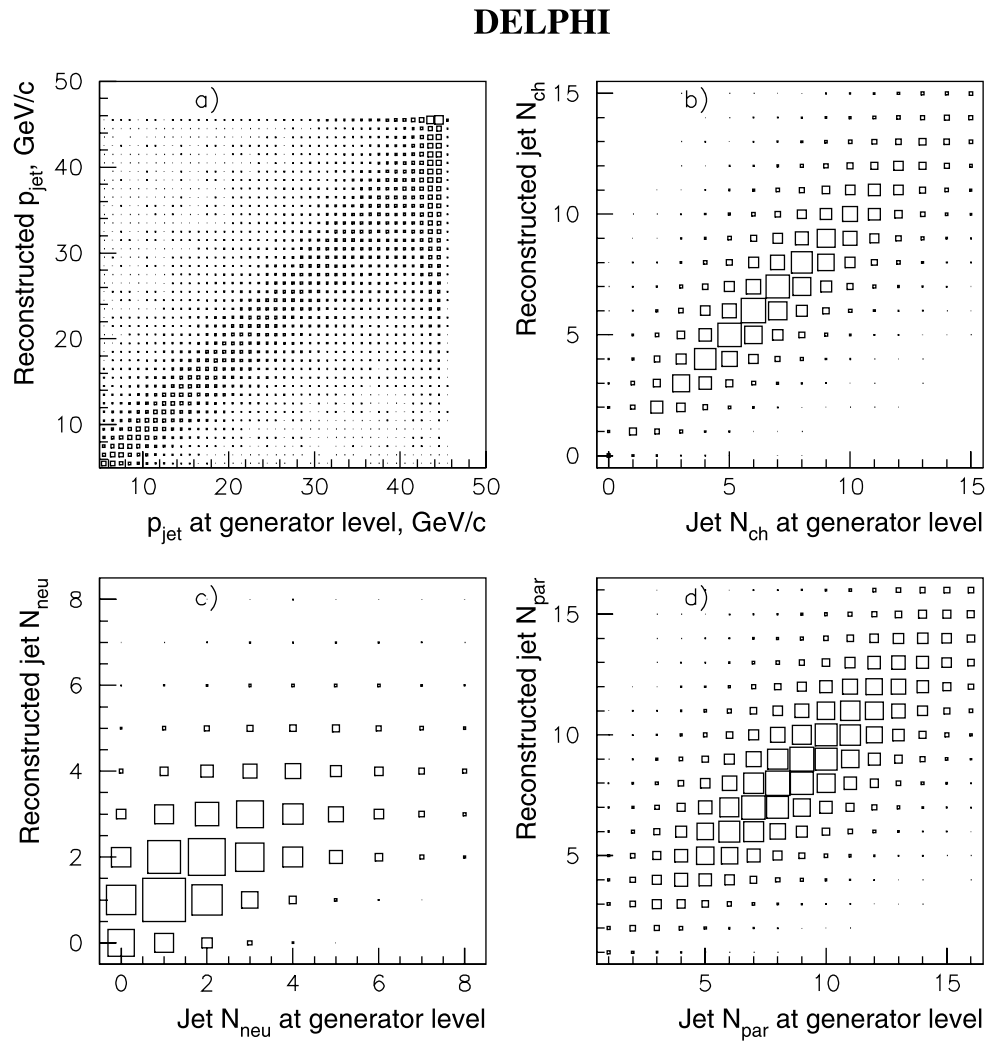 DELPHI
a)
Reconstructed p_jet, GeV/c
50
40
30
20
10
10 20 30 40 50
p_jet at generator level, GeV/c
b)
Reconstructed jet N_ch
15
10
5
0
0 5 10 15
Jet N_ch at generator level
c)
Reconstructed jet N_neu
8
6
4
2
0
0 2 4 6 8
Jet N_neu at generator level
d)
Reconstructed jet N_par
15
10
5
5 10 15
Jet N_par at generator level